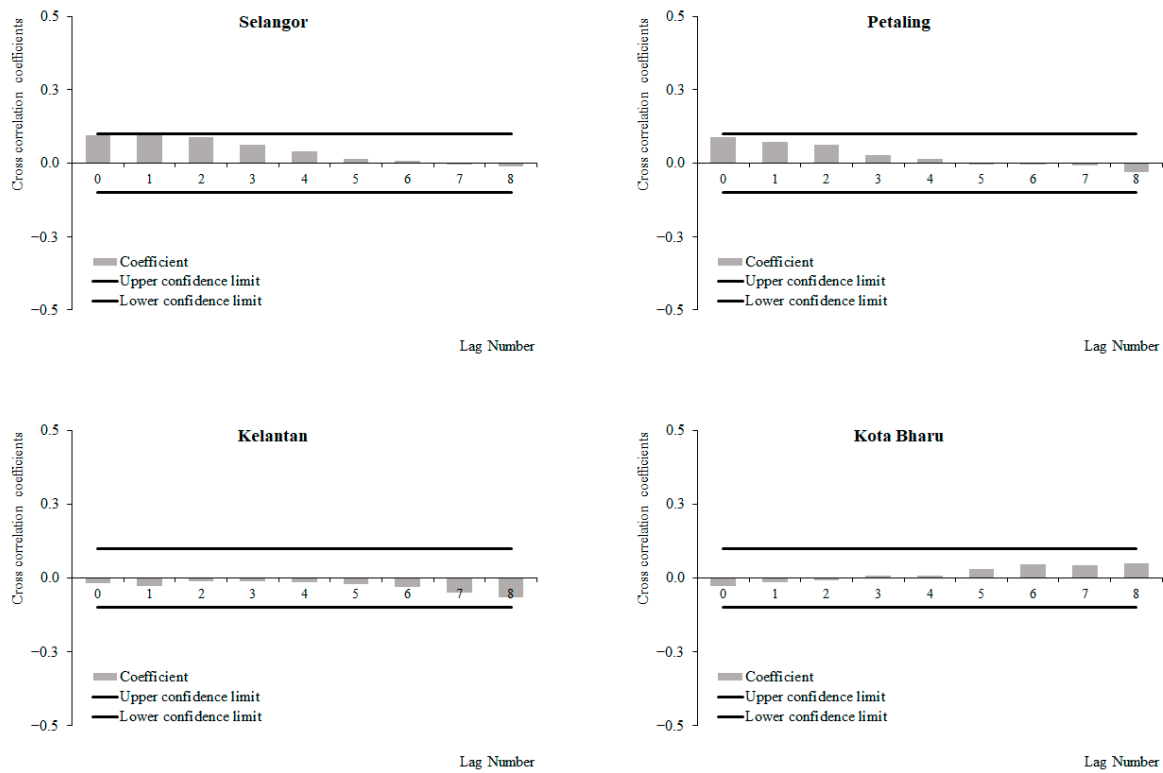 Selangor
Cross correlation coefficients
0.5
0.3
0.0
−0.3
−0.5
0 1 2 3 4 5 6 7 8
Coefficient
Upper confidence limit
Lower confidence limit
Lag Number
Petaling
Cross correlation coefficients
0.5
0.3
0.0
−0.3
−0.5
0 1 2 3 4 5 6 7 8
Coefficient
Upper confidence limit
Lower confidence limit
Lag Number
Kelantan
Cross correlation coefficients
0.5
0.3
0.0
−0.3
−0.5
0 1 2 3 4 5 6 7 8
Coefficient
Upper confidence limit
Lower confidence limit
Lag Number
Kota Bharu
Cross correlation coefficients
0.5
0.3
0.0
−0.3
−0.5
0 1 2 3 4 5 6 7 8
Coefficient
Upper confidence limit
Lower confidence limit
Lag Number